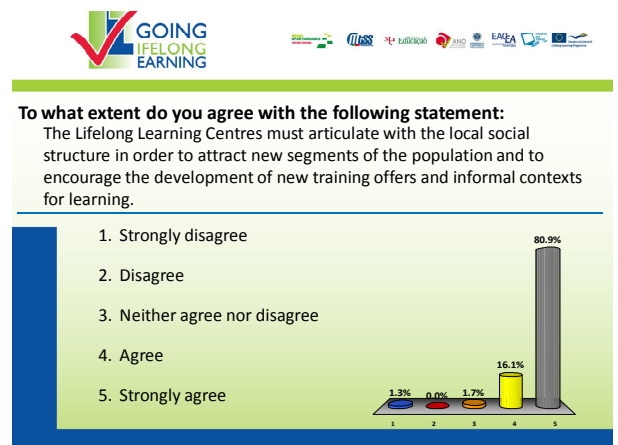 GOING
LIFELONG
LEARNING
MTSS
Educação
ANQ
EACEA
To what extent do you agree with the following statement:
The Lifelong Learning Centres must articulate with the local social
structure in order to attract new segments of the population and to
encourage the development of new training offers and informal contexts
for learning.
1. Strongly disagree
2. Disagree
3. Neither agree nor disagree
4. Agree
5. Strongly agree
80.9%
16.1%
1.3% 0.0% 1.7%
1 2 3 4 5